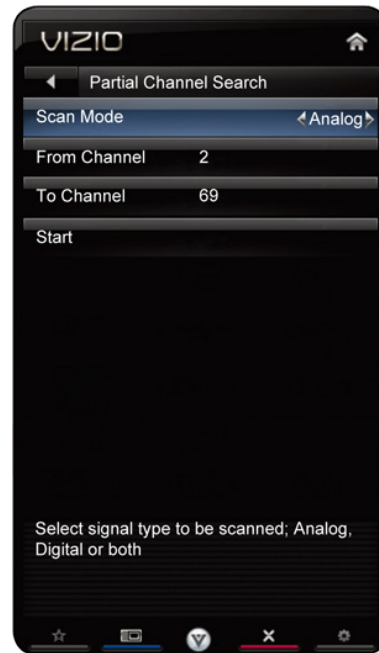 VIZIO
Partial Channel Search
Scan Mode Analog
From Channel 2
To Channel 69
Start
Select signal type to be scanned; Analog,
Digital or both
V